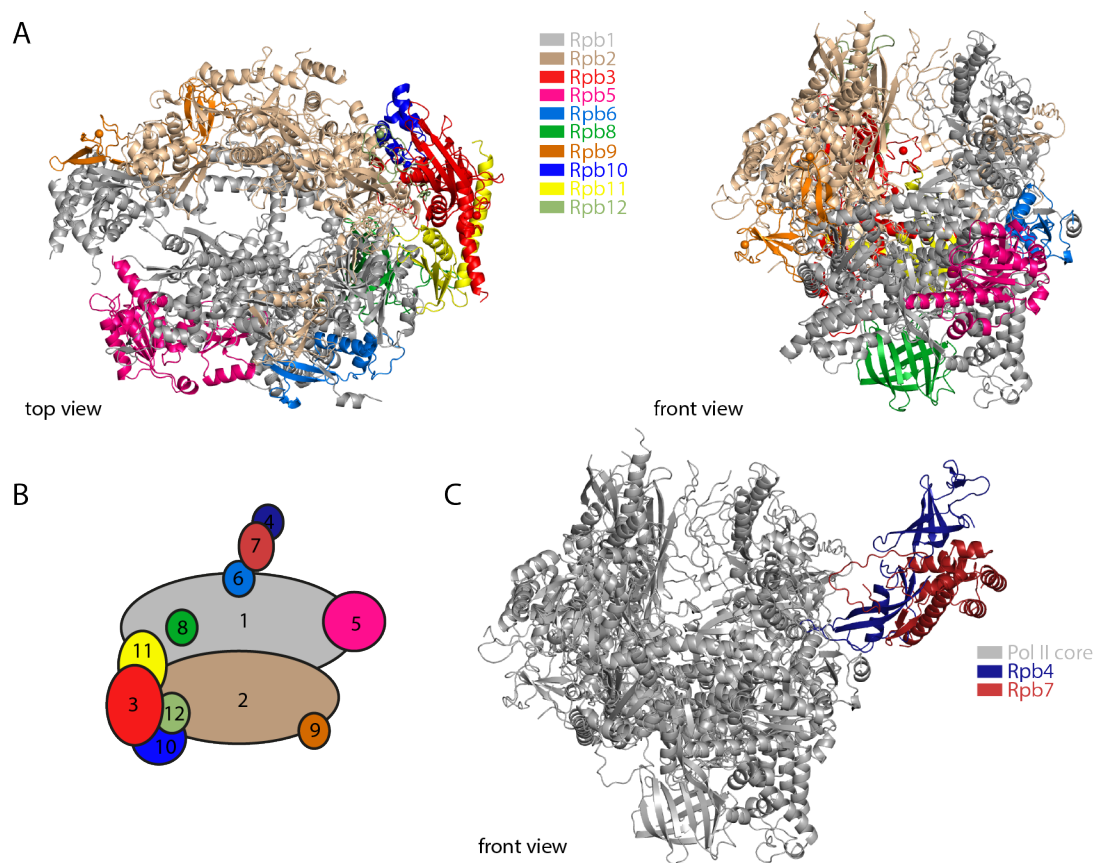 A
Rpb1
Rpb2
Rpb3
Rpb5
Rpb6
Rpb8
Rpb9
Rpb10
Rpb11
Rpb12
top view
front view
B
4
7
6
8
1
5
11
3
12
2
10
9
C
Pol II core
Rpb4
Rpb7
front view